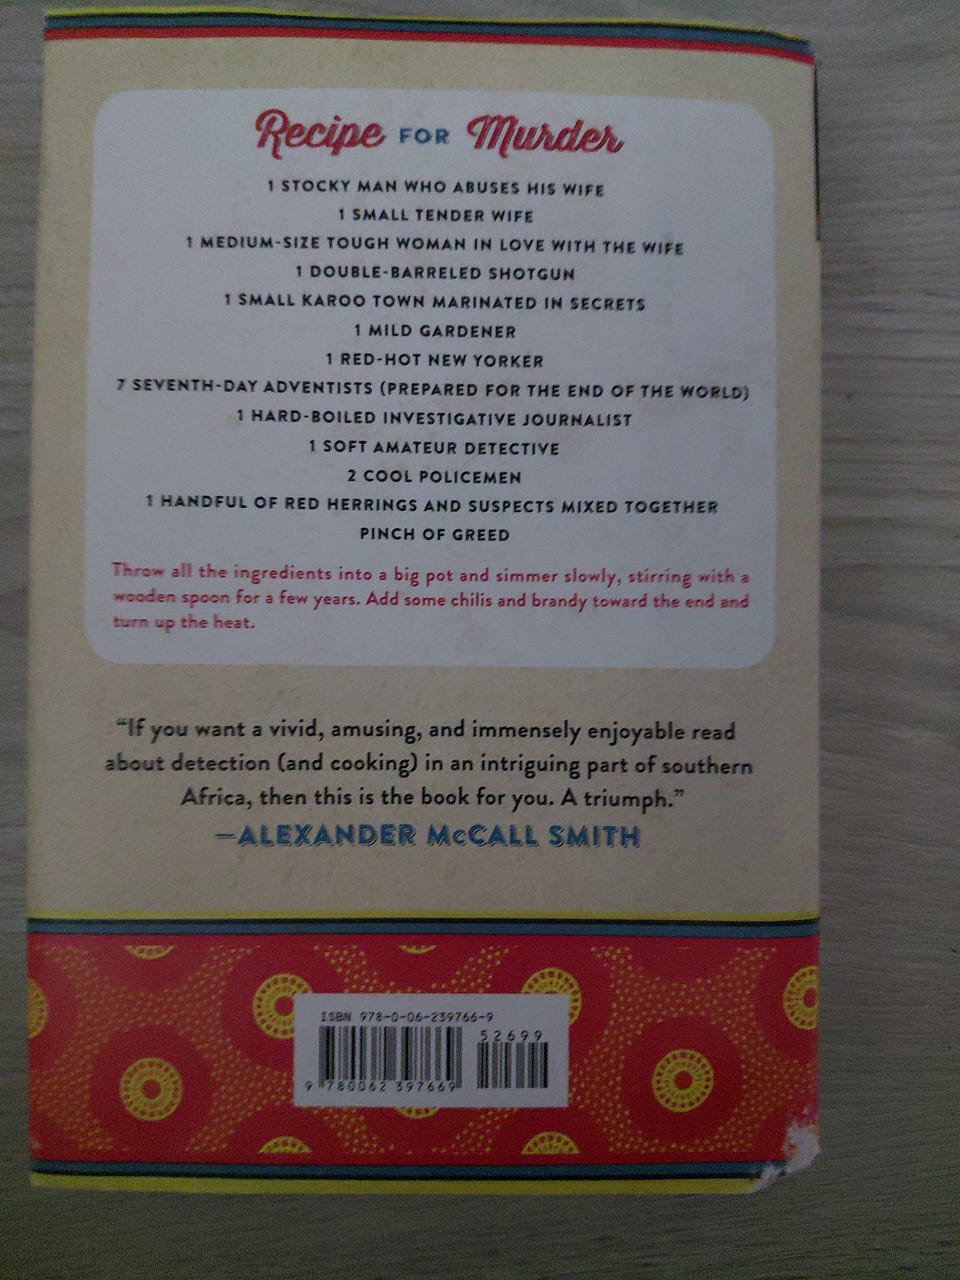 Recipe FOR Murder
1 STOCKY MAN WHO ABUSES HIS WIFE
1 SMALL TENDER WIFE
1 MEDIUM-SIZE TOUGH WOMAN IN LOVE WITH THE WIFE
1 DOUBLE-BARRELED SHOTGUN
1 SMALL KAROO TOWN MARINATED IN SECRETS
1 MILD GARDENER
1 RED-HOT NEW YORKER
7 SEVENTH-DAY ADVENTISTS (PREPARED FOR THE END OF THE WORLD)
1 HARD-BOILED INVESTIGATIVE JOURNALIST
1 SOFT AMATEUR DETECTIVE
2 COOL POLICEMEN
1 HANDFUL OF RED HERRINGS AND SUSPECTS MIXED TOGETHER
PINCH OF GREED
Throw all the ingredients into a big pot and simmer slowly, stirring with a
wooden spoon for a few years. Add some chilis and brandy toward the end and
turn up the heat.
“If you want a vivid, amusing, and immensely enjoyable read
about detection (and cooking) in an intriguing part of southern
Africa, then this is the book for you. A triumph.”
—ALEXANDER McCALL SMITH
ISBN 978-0-06-239766-9
52699
9 780062 397669